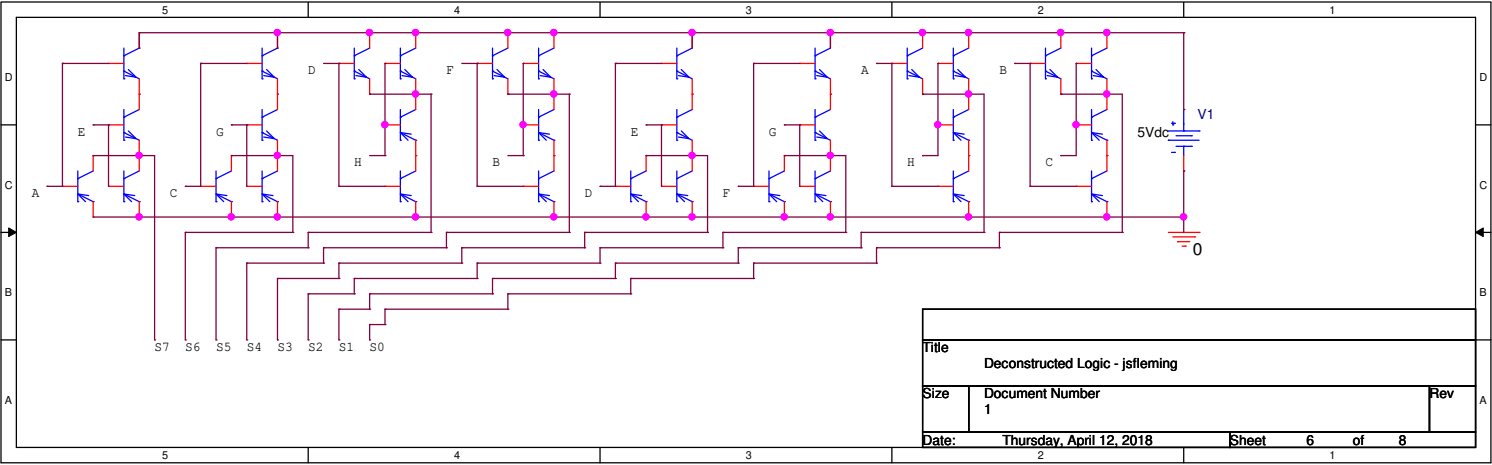 5 4 3 2 1
D F A B
D D
E G E G
V1
5Vdc
H B H C
C C
A C D F
0
B B
S7 S6 S5 S4 S3 S2 S1 S0
Title
Deconstructed Logic - jsfleming
Size Document Number Rev
1
A A
Date: Thursday, April 12, 2018 Sheet 6 of 8
5 4 3 2 1